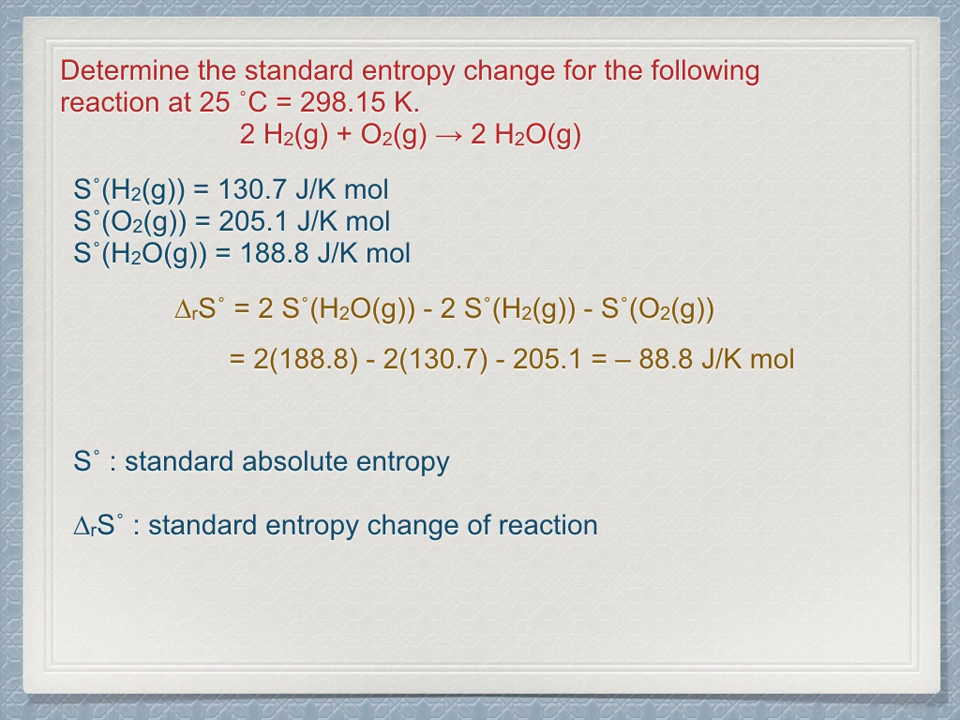 Determine the standard entropy change for the following
reaction at 25 ˚C = 298.15 K.
2 H2(g) + O2(g) → 2 H2O(g)
S˚(H2(g)) = 130.7 J/K mol
S˚(O2(g)) = 205.1 J/K mol
S˚(H2O(g)) = 188.8 J/K mol
∆rS˚ = 2 S˚(H2O(g)) - 2 S˚(H2(g)) - S˚(O2(g))
= 2(188.8) - 2(130.7) - 205.1 = – 88.8 J/K mol
S˚ : standard absolute entropy
∆rS˚ : standard entropy change of reaction